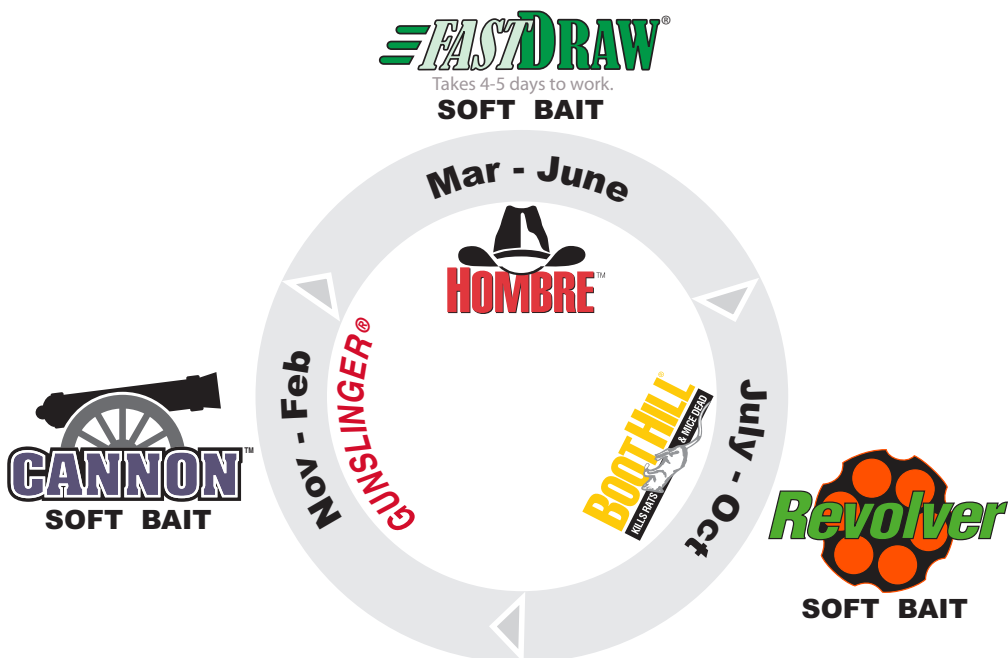 FASTDRAW®
Takes 4-5 days to work.
SOFT BAIT
Mar - June
HOMBRE™
Nov - Feb
GUNSLINGER®
CANNON™
SOFT BAIT
BOOTHILL®
KILLS RATS & MICE DEAD
July - Oct
Revolver
SOFT BAIT